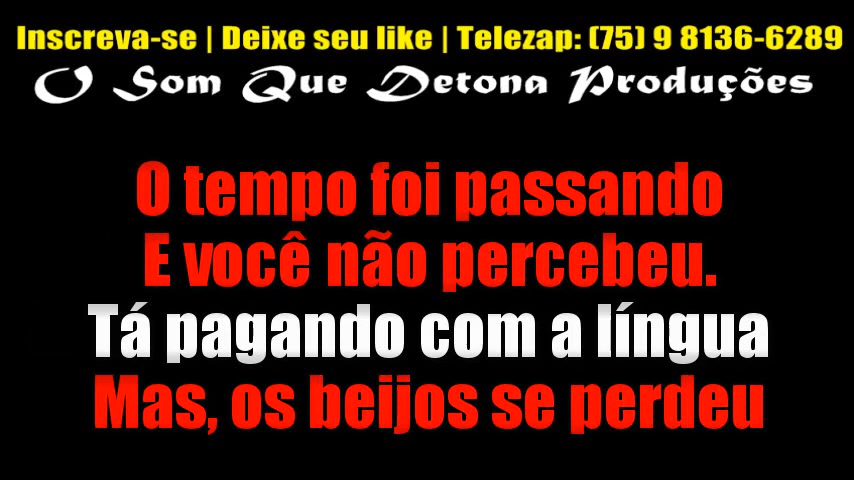 Inscreva-se | Deixe seu like | Telezap: (75) 9 8136-6289
O Som Que Detona Produções
O tempo foi passando
E você não percebeu.
Tá pagando com a língua
Mas, os beijos se perdeu